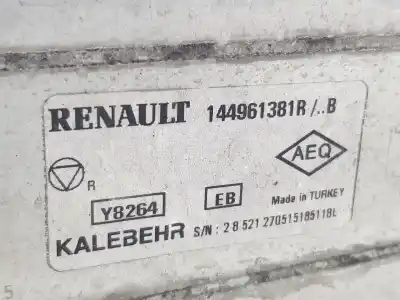 RENAULT 144961381R/..B
AEQ
R
Y8264 EB Made in TURKEY
KALEBEHR S/N : 2 8 521 270515185118L
5